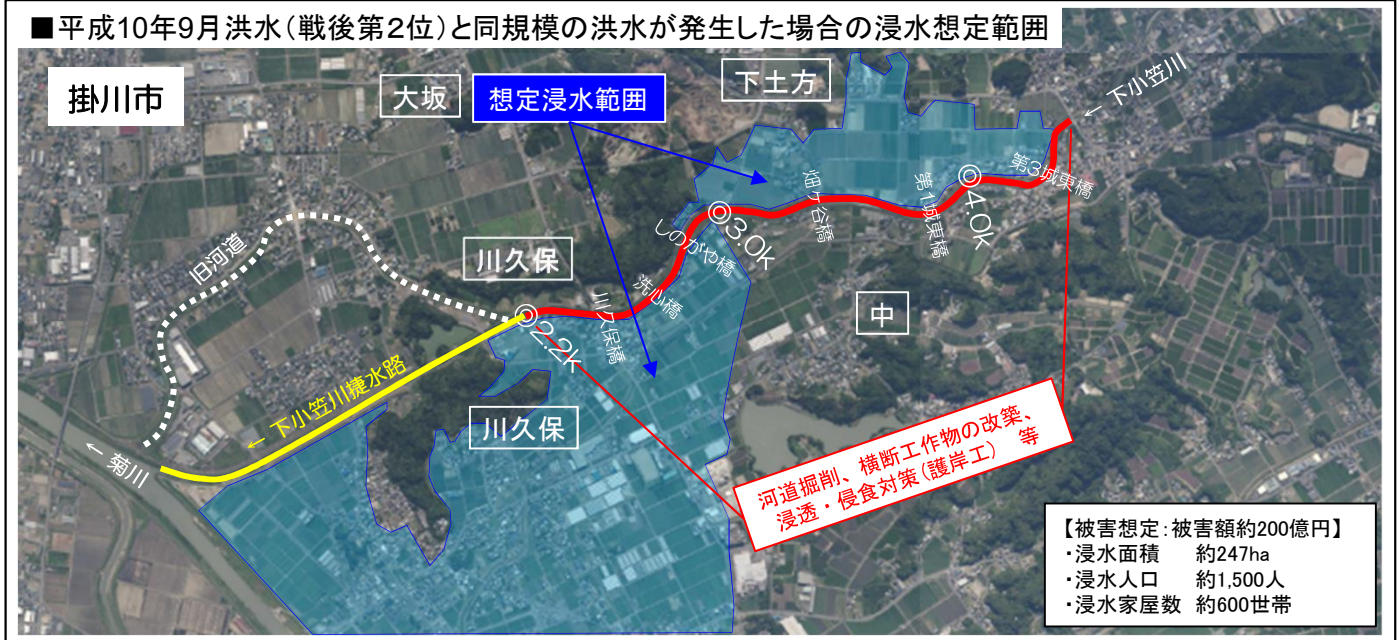 ■平成10年9月洪水(戦後第2位)と同規模の洪水が発生した場合の浸水想定範囲
掛川市
大坂
想定浸水範囲
下土方
← 下小笠川
第3城東橋
4.0k
第1城東橋
畑ヶ谷橋
3.0k
しのがや橋
旧河道
川久保
洗心橋
川久保橋
2.2k
中
← 下小笠川捷水路
川久保
← 菊川
河道掘削、横断工作物の改築、
浸透・侵食対策(護岸工) 等
【被害想定:被害額約200億円】
・浸水面積 約247ha
・浸水人口 約1,500人
・浸水家屋数 約600世帯